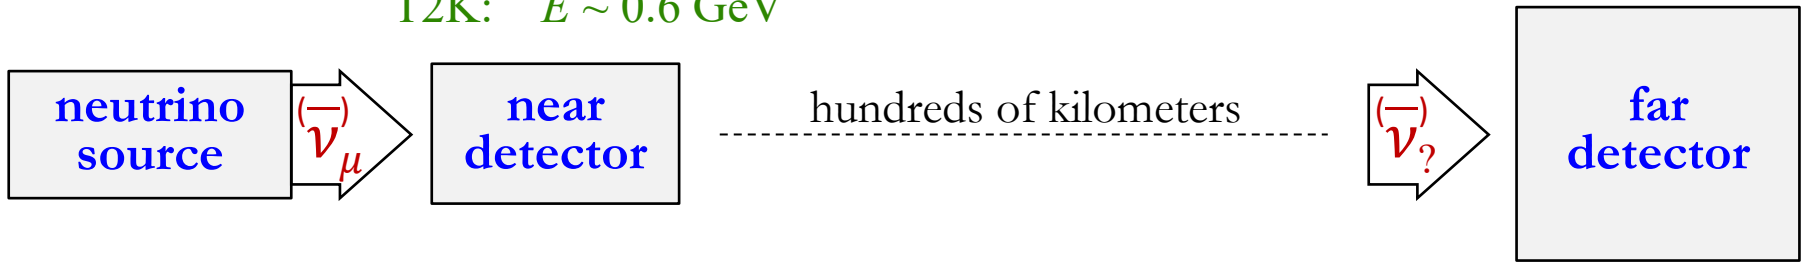 T2K: E ~ 0.6 GeV
neutrino
source
(ν̅)μ
near
detector
hundreds of kilometers
(ν̅)?
far
detector